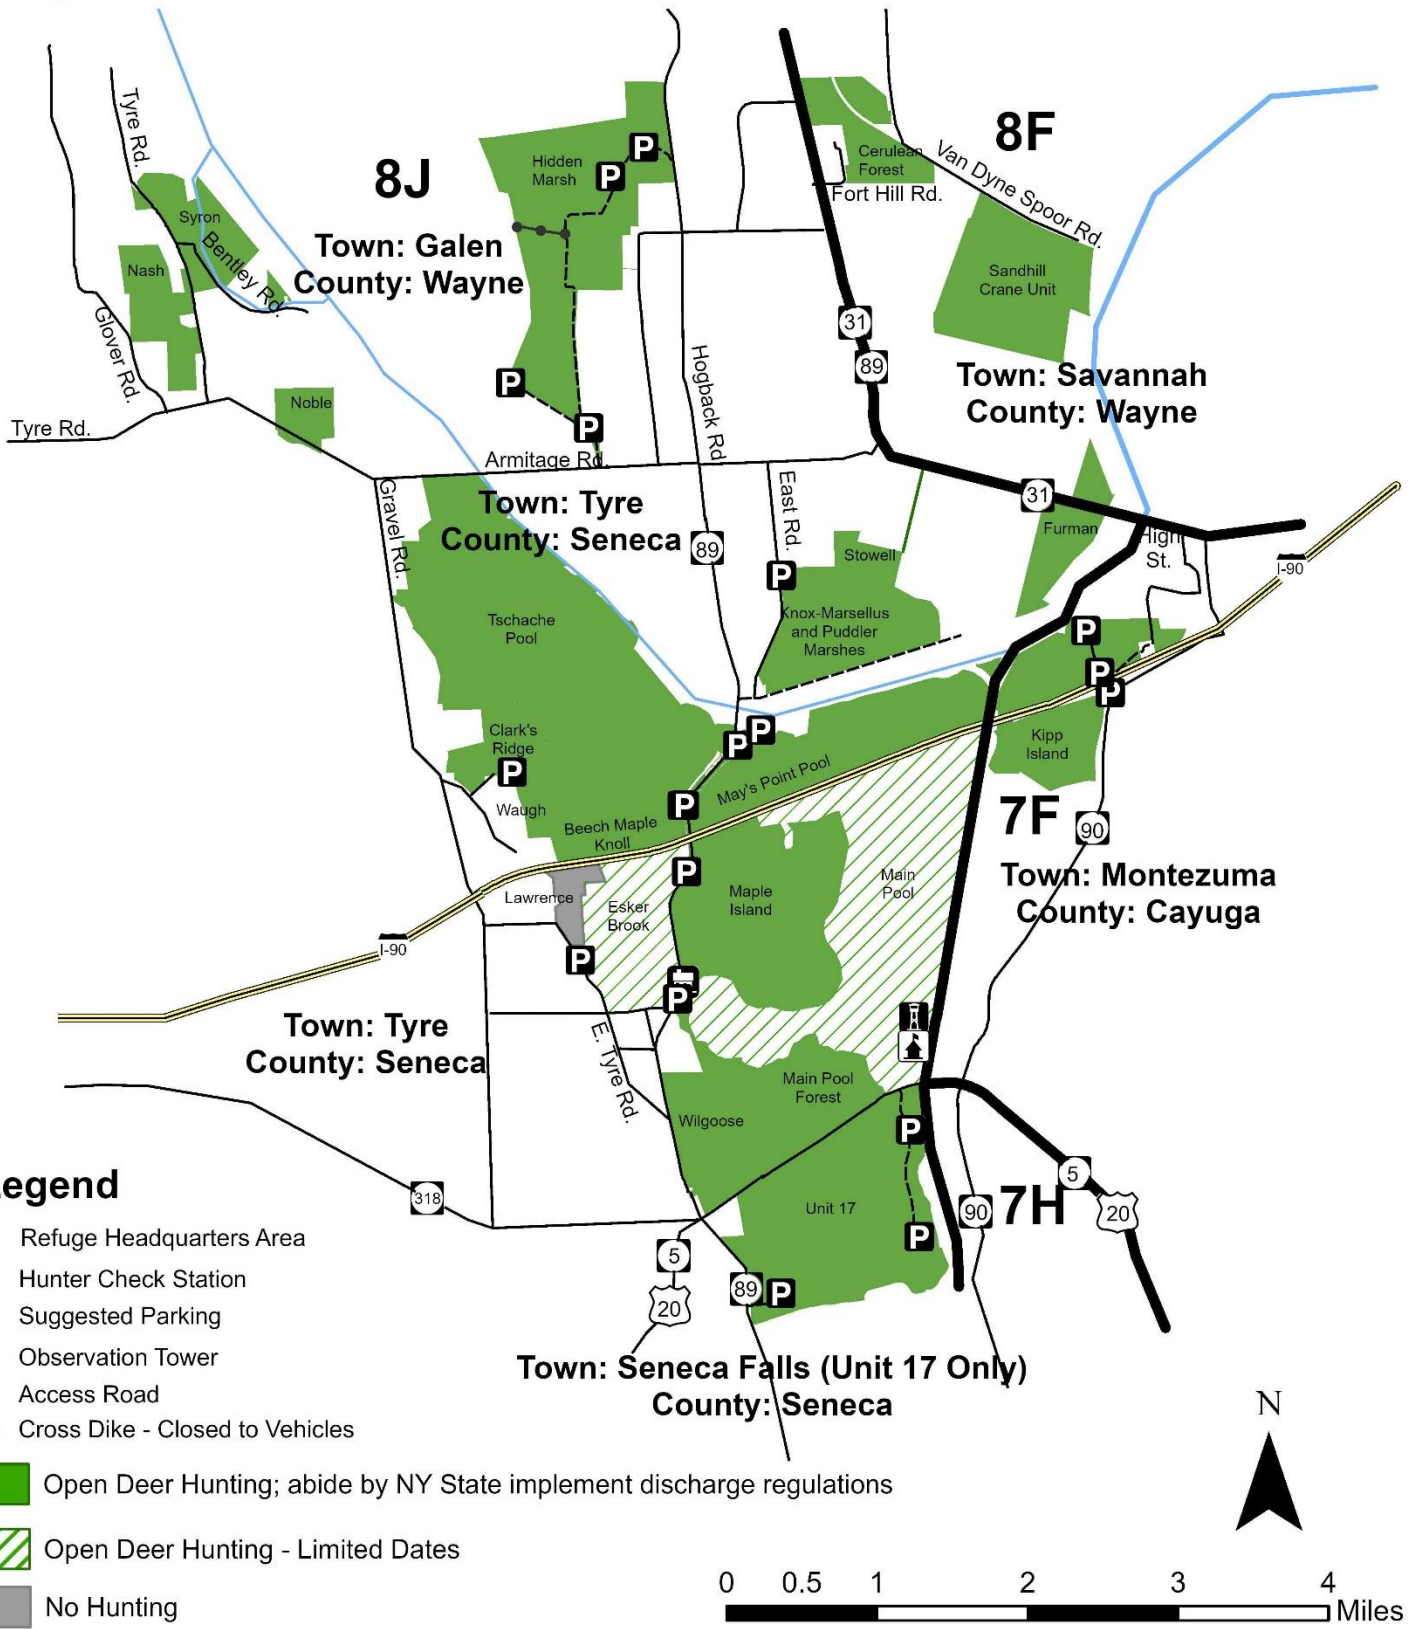 8J
8F
Tyre Rd.
Hidden
Marsh
P
P
Cerulean
Forest
Van Dyne Spoor Rd.
Fort Hill Rd.
Syron
Bentley Rd.
Nash
Town: Galen
County: Wayne
Sandhill
Crane Unit
Glover Rd.
31
89
Hogback Rd.
P
P
Town: Savannah
County: Wayne
Noble
Tyre Rd.
Armitage Rd.
Gravel Rd.
East Rd.
Town: Tyre
County: Seneca
89
31
Furman
High
St.
I-90
Stowell
P
Knox-Marsellus
and Puddler
Marshes
Tschache
Pool
P
P
P
Clark's
Ridge
P
P
P
Kipp
Island
May's Point Pool
Waugh
P
Beech Maple
Knoll
7F
90
Town: Montezuma
County: Cayuga
P
Lawrence
Esker
Brook
Maple
Island
Main
Pool
I-90
P
P
Town: Tyre
County: Seneca
E. Tyre Rd.
Main Pool
Forest
Wilgoose
P
318
Unit 17
P
90
7H
5
20
5
20
89
P
Town: Seneca Falls (Unit 17 Only)
County: Seneca
egend
Refuge Headquarters Area
Hunter Check Station
Suggested Parking
Observation Tower
Access Road
Cross Dike - Closed to Vehicles
Open Deer Hunting; abide by NY State implement discharge regulations
Open Deer Hunting - Limited Dates
No Hunting
N
0 0.5 1 2 3 4
Miles